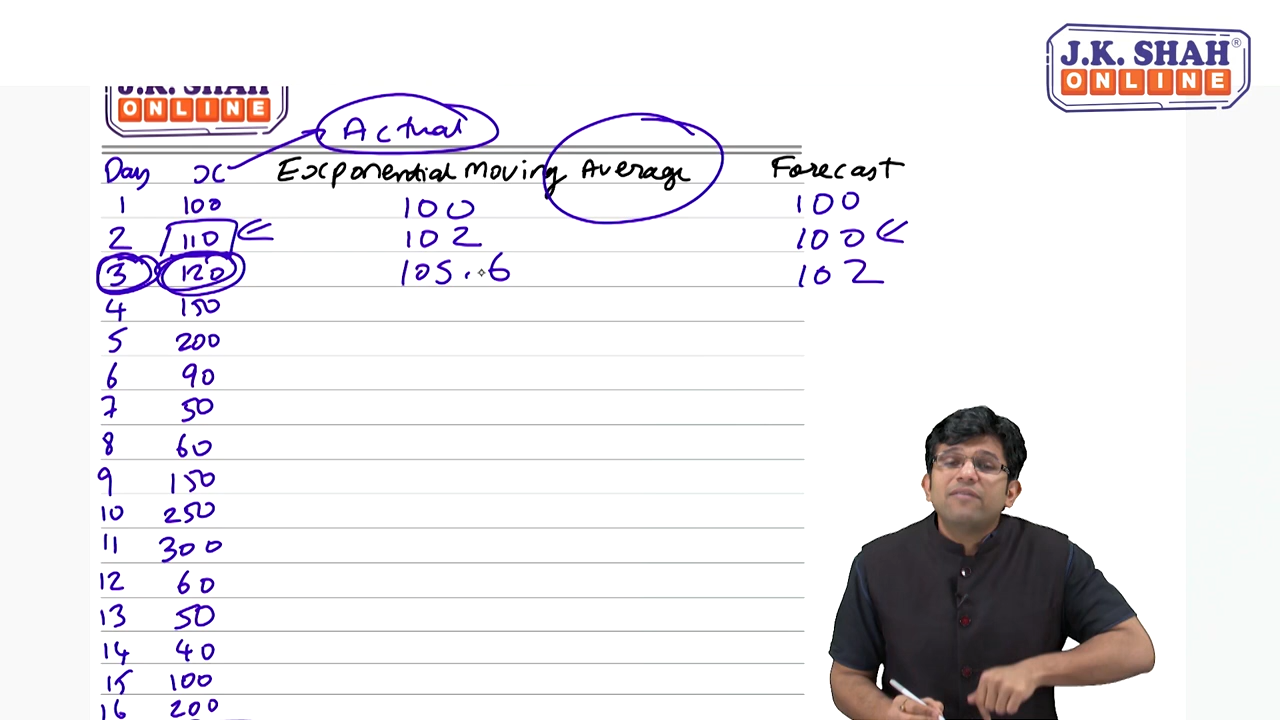 J.K. SHAH®
ONLINE
J.K. SHAH
ONLINE
Actual
Day x Exponential Moving Average Forecast
1 100 100 100
2 110 102 100
3 120 105.6 102
4 150
5 200
6 90
7 50
8 60
9 150
10 250
11 300
12 60
13 50
14 40
15 100
16 200